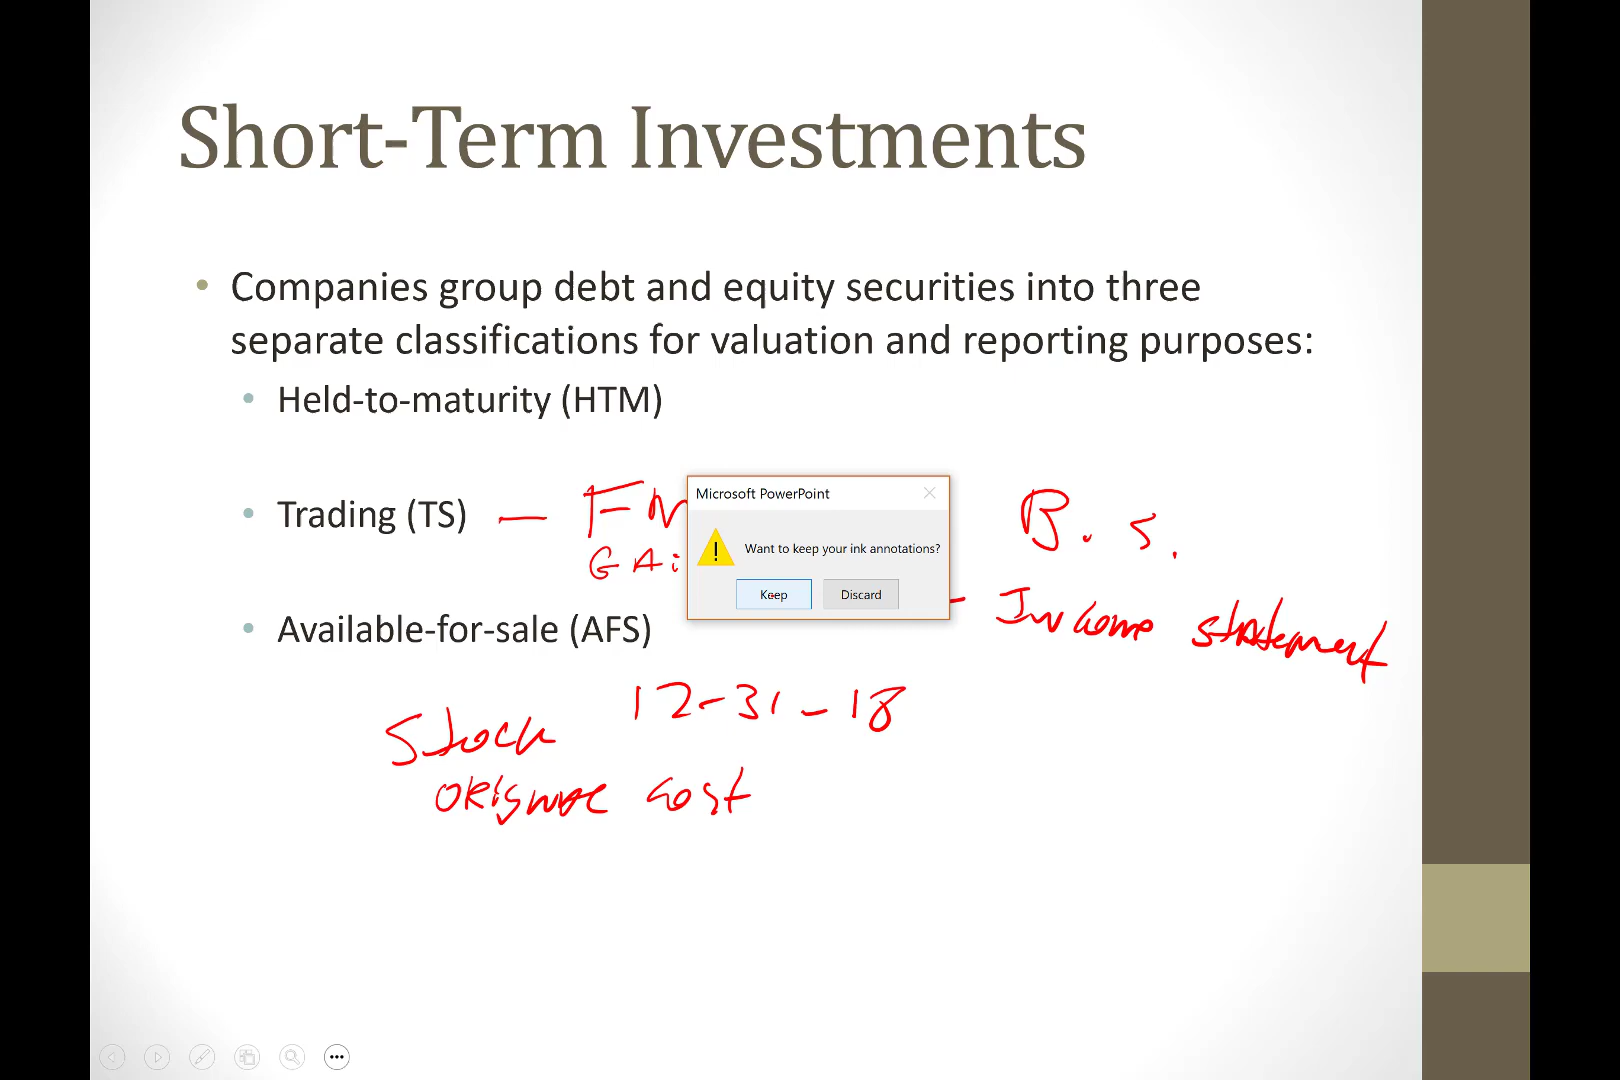 Short-Term Investments
• Companies group debt and equity securities into three
separate classifications for valuation and reporting purposes:
• Held-to-maturity (HTM)
• Trading (TS) — B. S.
GAi
- Income statement
• Available-for-sale (AFS)
Microsoft PowerPoint
Want to keep your ink annotations?
Keep Discard
Stock 12-31-18
original cost